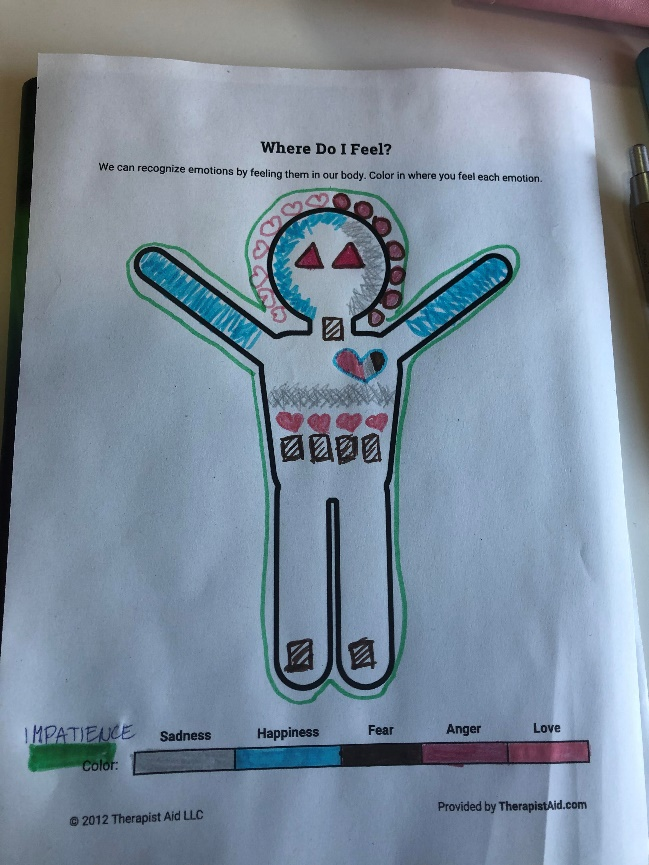 Where Do I Feel?
We can recognize emotions by feeling them in our body. Color in where you feel each emotion.
IMPATIENCE Sadness Happiness Fear Anger Love
Color:
© 2012 Therapist Aid LLC Provided by TherapistAid.com